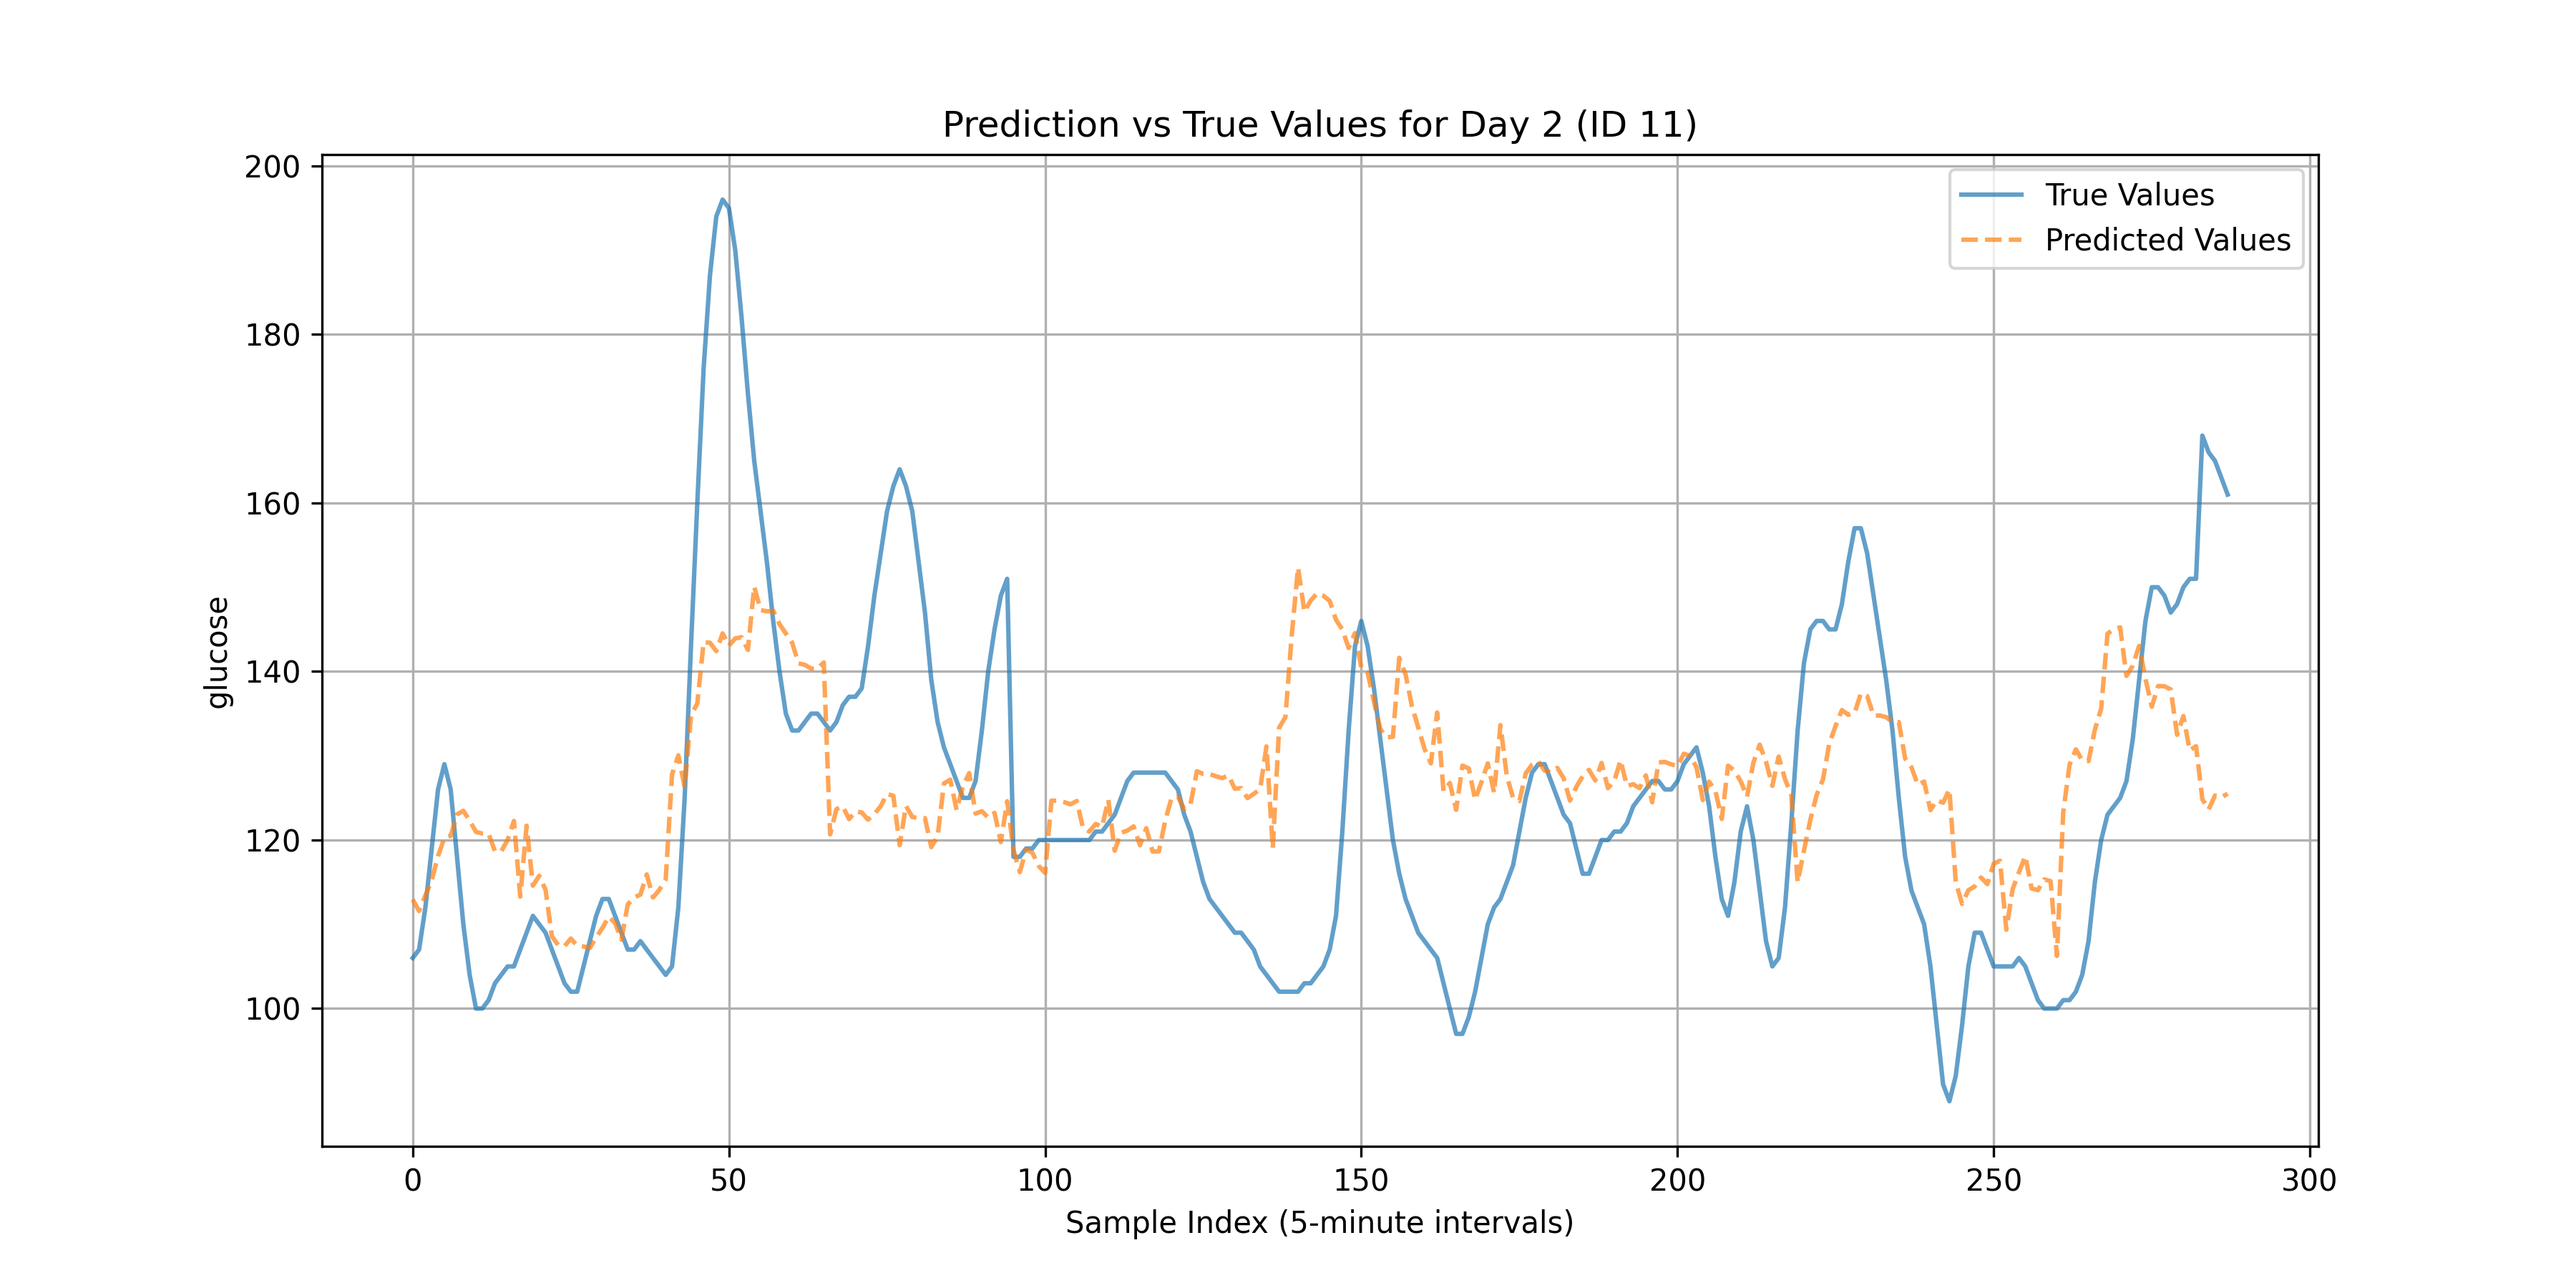 Prediction vs True Values for Day 2 (ID 11)
True Values
Predicted Values
200
180
160
140
120
100
glucose
0 50 100 150 200 250 300
Sample Index (5-minute intervals)